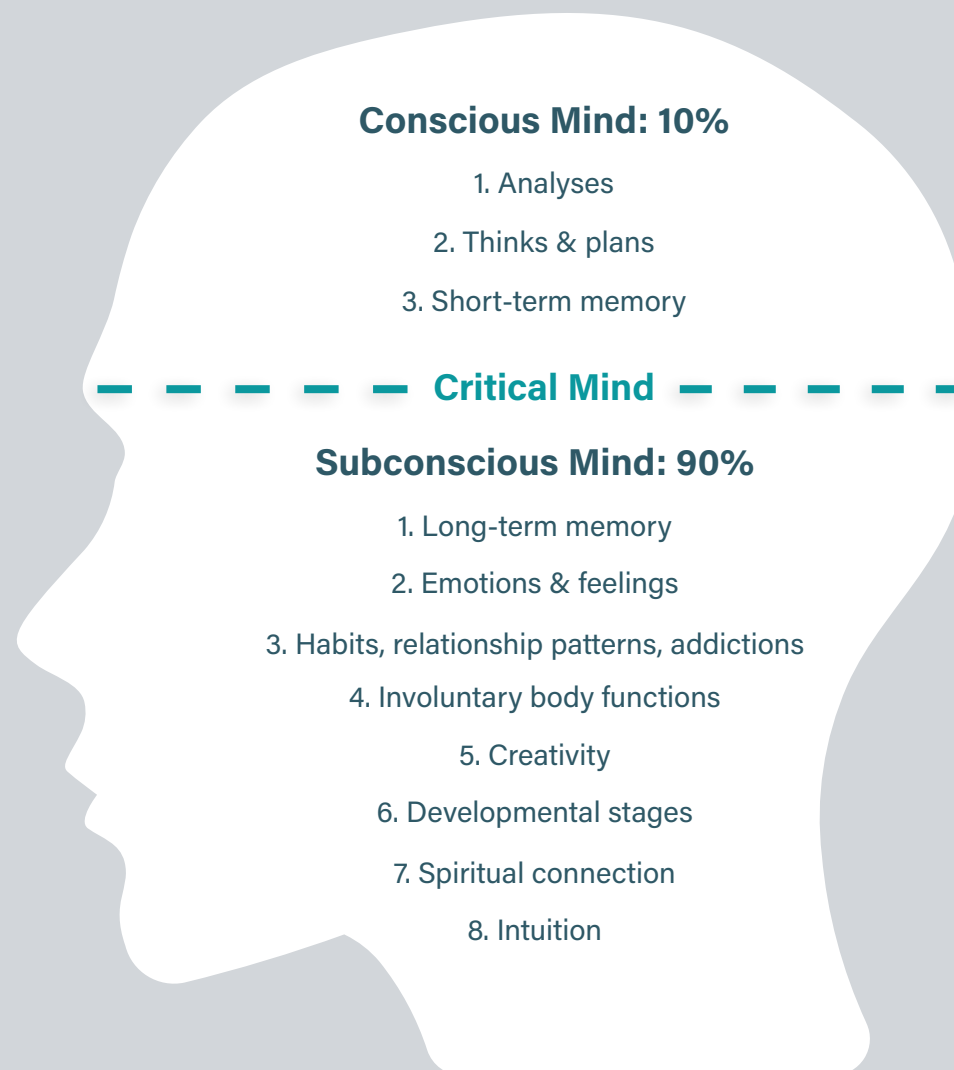 Conscious Mind: 10%
1. Analyses
2. Thinks & plans
3. Short-term memory
Critical Mind
Subconscious Mind: 90%
1. Long-term memory
2. Emotions & feelings
3. Habits, relationship patterns, addictions
4. Involuntary body functions
5. Creativity
6. Developmental stages
7. Spiritual connection
8. Intuition